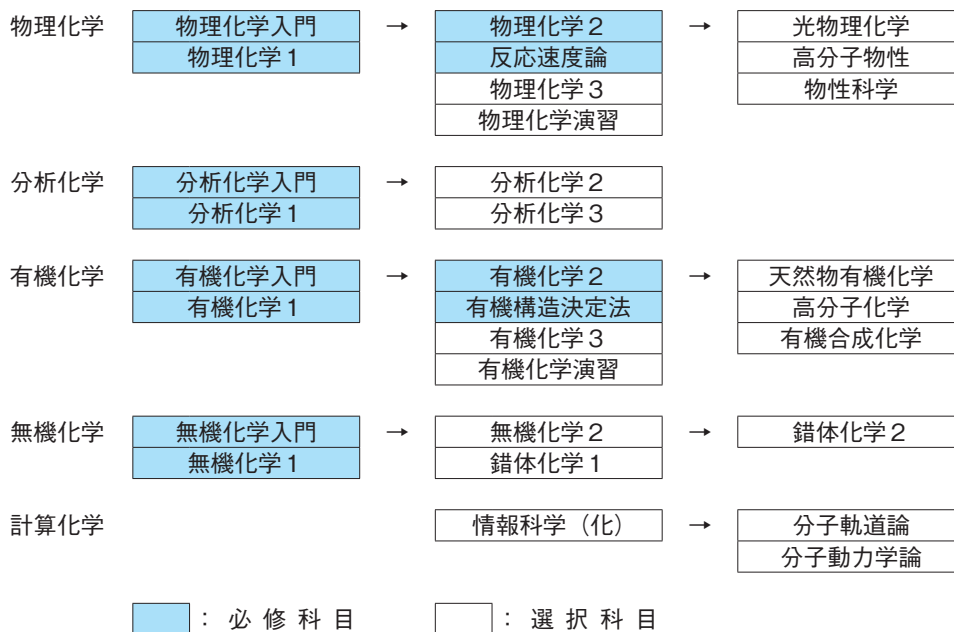 物理化学 物理化学入門 → 物理化学2 → 光物理化学
物理化学1 反応速度論 高分子物性
物理化学3 物性科学
物理化学演習
分析化学 分析化学入門 → 分析化学2
分析化学1 分析化学3
有機化学 有機化学入門 → 有機化学2 → 天然物有機化学
有機化学1 有機構造決定法 高分子化学
有機化学3 有機合成化学
有機化学演習
無機化学 無機化学入門 → 無機化学2 → 錯体化学2
無機化学1 錯体化学1
計算化学 情報科学（化） → 分子軌道論
分子動力学論
：必修科目 ：選択科目